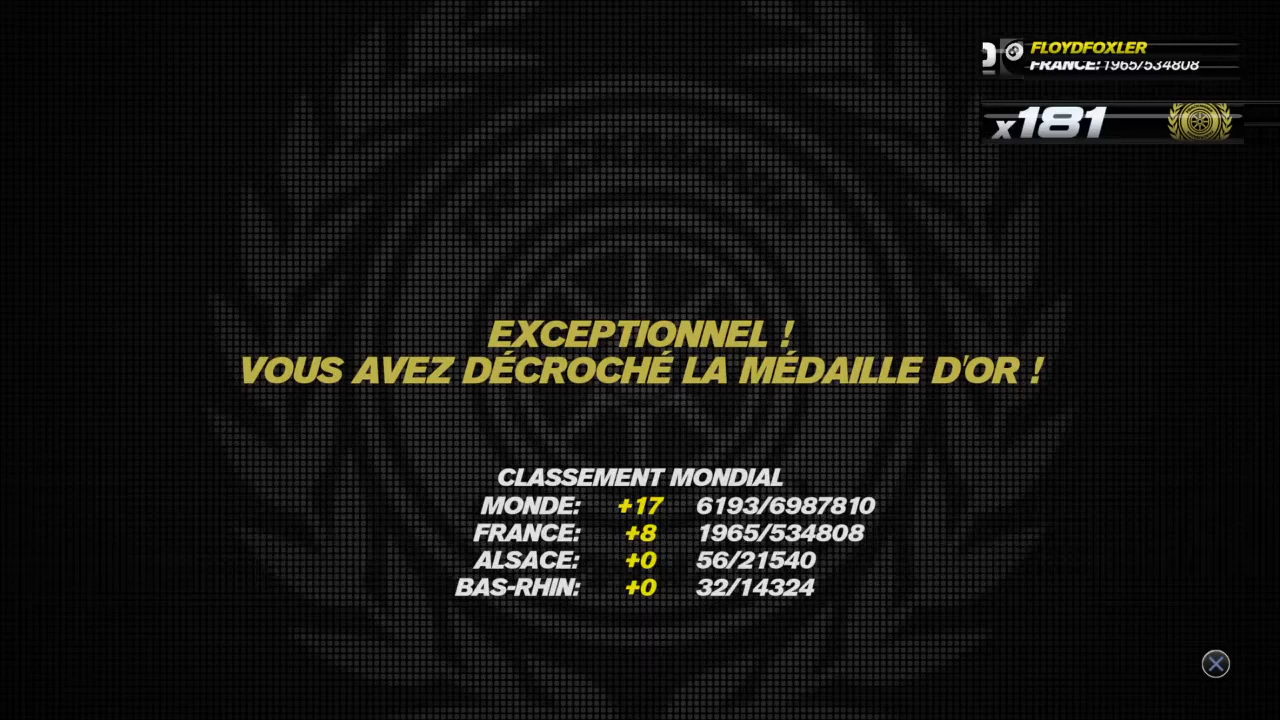 FLOYDFOXLER
FRANCE: 1965/534808
x181
EXCEPTIONNEL !
VOUS AVEZ DÉCROCHÉ LA MÉDAILLE D'OR !
CLASSEMENT MONDIAL
MONDE: +17 6193/6987810
FRANCE: +8 1965/534808
ALSACE: +0 56/21540
BAS-RHIN: +0 32/14324